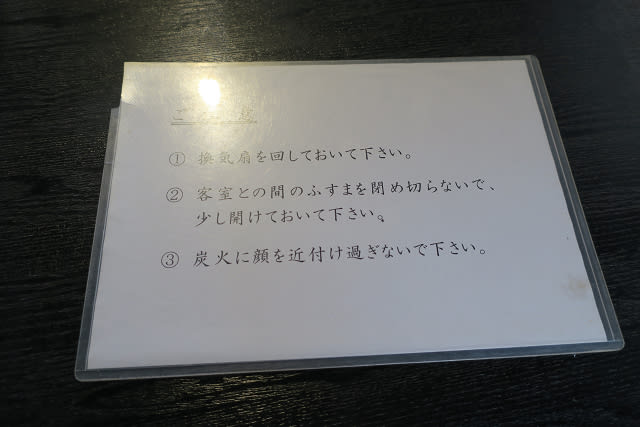 ① 換気扇を回しておいて下さい。
② 客室との間のふすまを閉め切らないで、
少し開けておいて下さい。
③ 炭火に顔を近付け過ぎないで下さい。